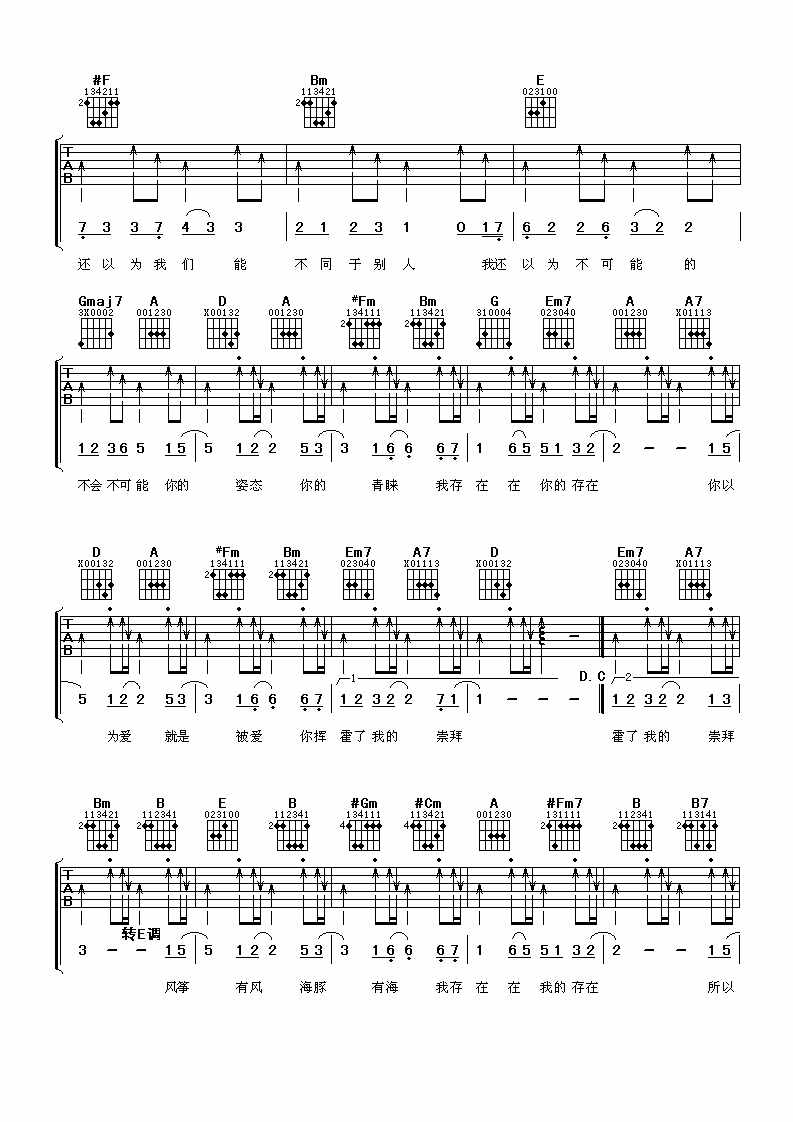 #F Bm E
134211 113421 023100
2 2
T A B
7 3 3 7 4 3 3 2 1 2 3 1 0 1 7 6 2 2 6 3 2 2
还以为我们能 不同于别人 我还以为不可能的
Gmaj7 A D A #Fm Bm G Em7 A A7
3X0002 001230 X00132 001230 134111 113421 310004 023040 001230 X01113
2 2
T A B
1 2 3 6 5 1 5 5 1 2 2 5 3 3 1 6 6 6 7 1 6 5 5 1 3 2 2 - - 1 5
不会不可能你的 姿态 你的 青睐 我存在在你的存在 你以
D A #Fm Bm Em7 A7 D Em7 A7
X00132 001230 134111 113421 023040 X01113 X00132 023040 X01113
2 2
T A B
1 D.C 2
5 1 2 2 5 3 3 1 6 6 6 7 1 2 3 2 2 7 1 1 - - - 1 2 3 2 2 1 3
为爱 就是 被爱 你挥霍了我的 崇拜 霍了我的 崇拜
Bm B E B #Gm #Cm A #Fm7 B B7
113421 112341 023100 112341 134111 113421 001230 131111 112341 113141
2 2 2 4 4 2 2 2
T A B
转E调
3 - - 1 5 5 1 2 2 5 3 3 1 6 6 6 7 1 6 5 5 1 3 2 2 - - 1 5
风筝 有风 海豚 有海 我存在在我的存在 所以